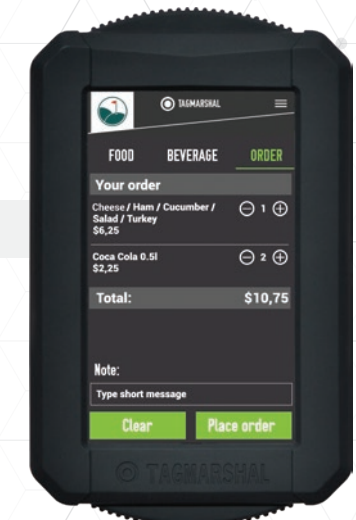 TAGMARSHAL
FOOD BEVERAGE ORDER
Your order
Cheese / Ham / Cucumber /
Salad / Turkey
$6,25
1
Coca Cola 0.5l
$2,25
2
Total: $10,75
Note:
Type short message
Clear Place order
TAGMARSHAL